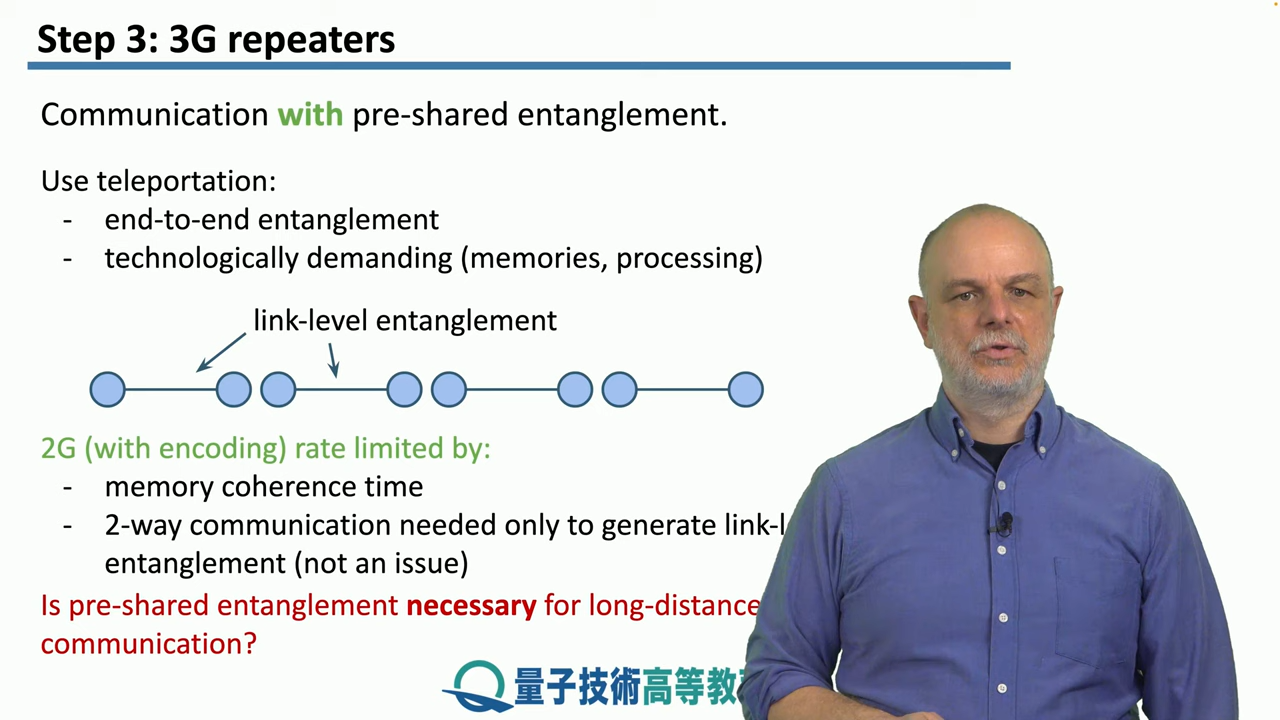 Step 3: 3G repeaters
Communication with pre-shared entanglement.
Use teleportation:
- end-to-end entanglement
- technologically demanding (memories, processing)
link-level entanglement
2G (with encoding) rate limited by:
- memory coherence time
- 2-way communication needed only to generate link-l
entanglement (not an issue)
Is pre-shared entanglement necessary for long-distance
communication?
量子技術高等教